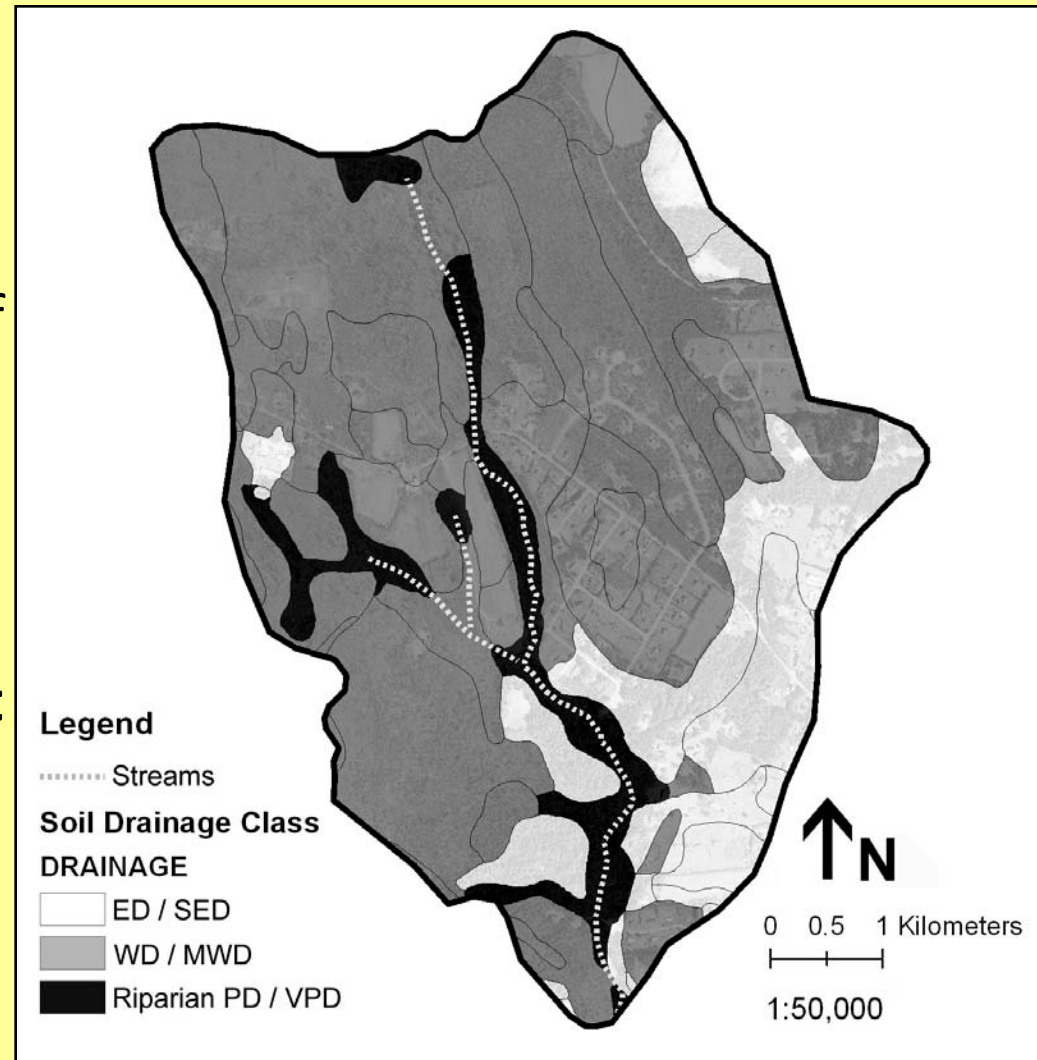 Legend
Streams
Soil Drainage Class
DRAINAGE
ED / SED
WD / MWD
Riparian PD / VPD
N
0 0.5 1 Kilometers
1:50,000